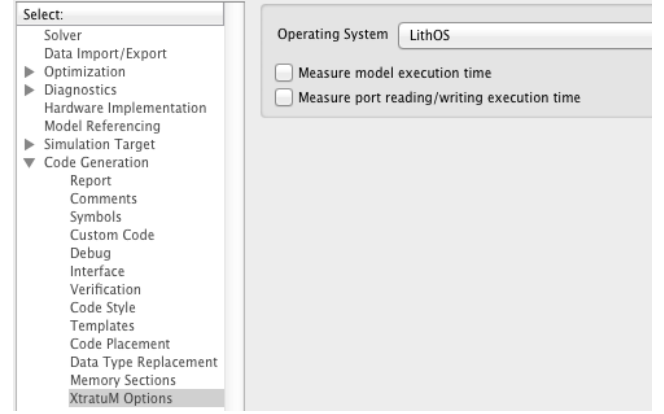 Select:
Solver
Data Import/Export
Optimization
Diagnostics
Hardware Implementation
Model Referencing
Simulation Target
Code Generation
Report
Comments
Symbols
Custom Code
Debug
Interface
Verification
Code Style
Templates
Code Placement
Data Type Replacement
Memory Sections
XtratuM Options
Operating System LithOS
Measure model execution time
Measure port reading/writing execution time